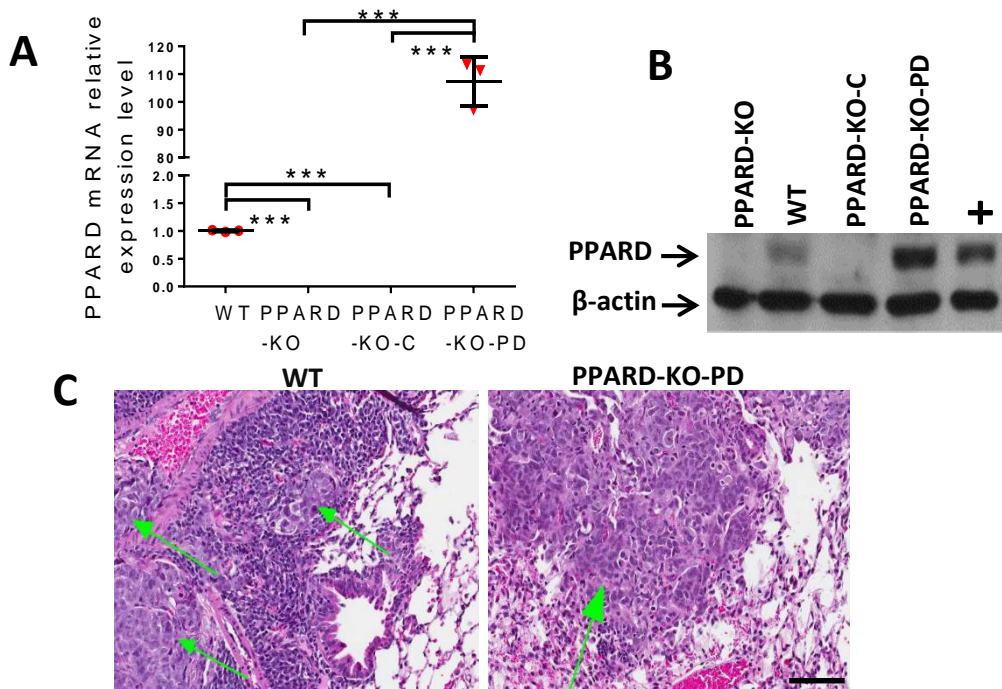 A
PPARD mRNA relative
expression level
120
110
100
90
80
2.0
1.5
1.0
0.5
0.0
***
***
***
***
WT PPARD PPARD PPARD
-KO -KO-C -KO-PD
B
PPARD-KO
WT
PPARD-KO-C
PPARD-KO-PD
+
PPARD
β-actin
C
WT
PPARD-KO-PD